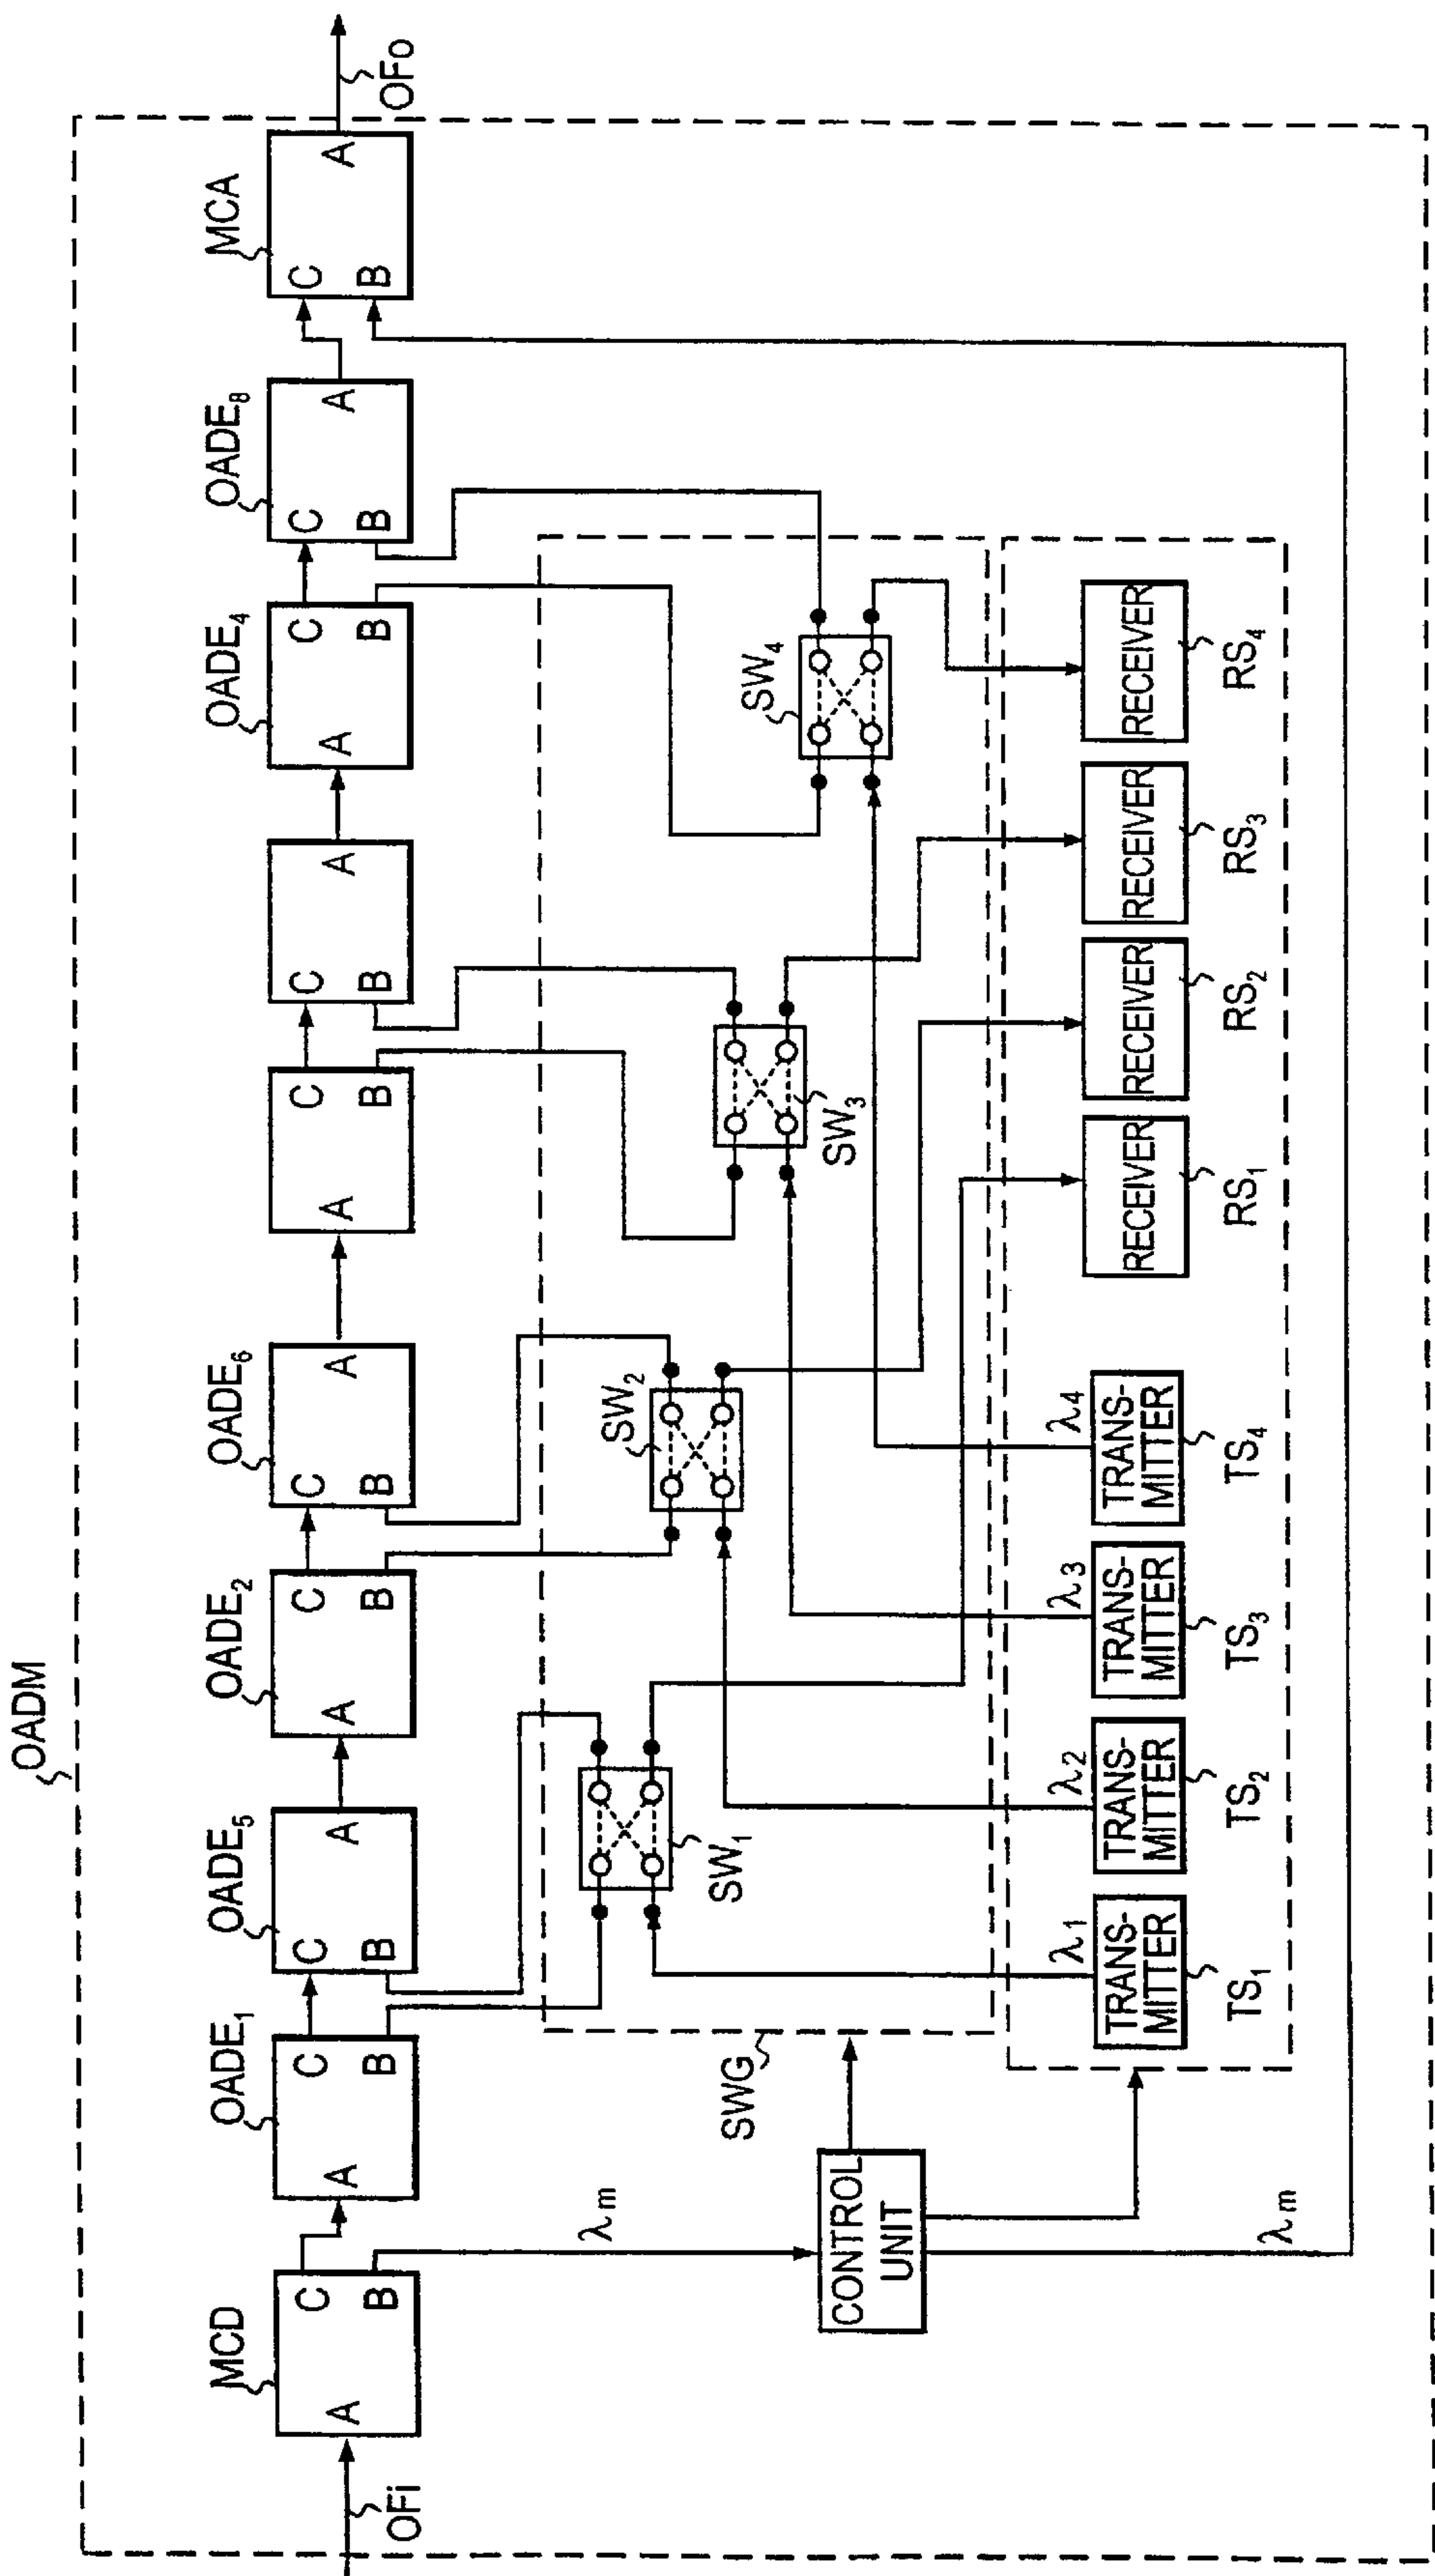 OADM
OFi
MCD
A
C
B
OADE1
A
C
B
OADE5
C
B
A
OADE2
A
C
B
OADE6
C
B
A
A
C
B
C
B
A
OADE4
A
C
B
OADE8
C
B
A
MCA
C
B
A
OFo
λm
CONTROL
UNIT
λm
SWG
SW1
SW2
SW3
SW4
λ1
TRANS-
MITTER
TS1
λ2
TRANS-
MITTER
TS2
λ3
TRANS-
MITTER
TS3
λ4
TRANS-
MITTER
TS4
RECEIVER
RS1
RECEIVER
RS2
RECEIVER
RS3
RECEIVER
RS4